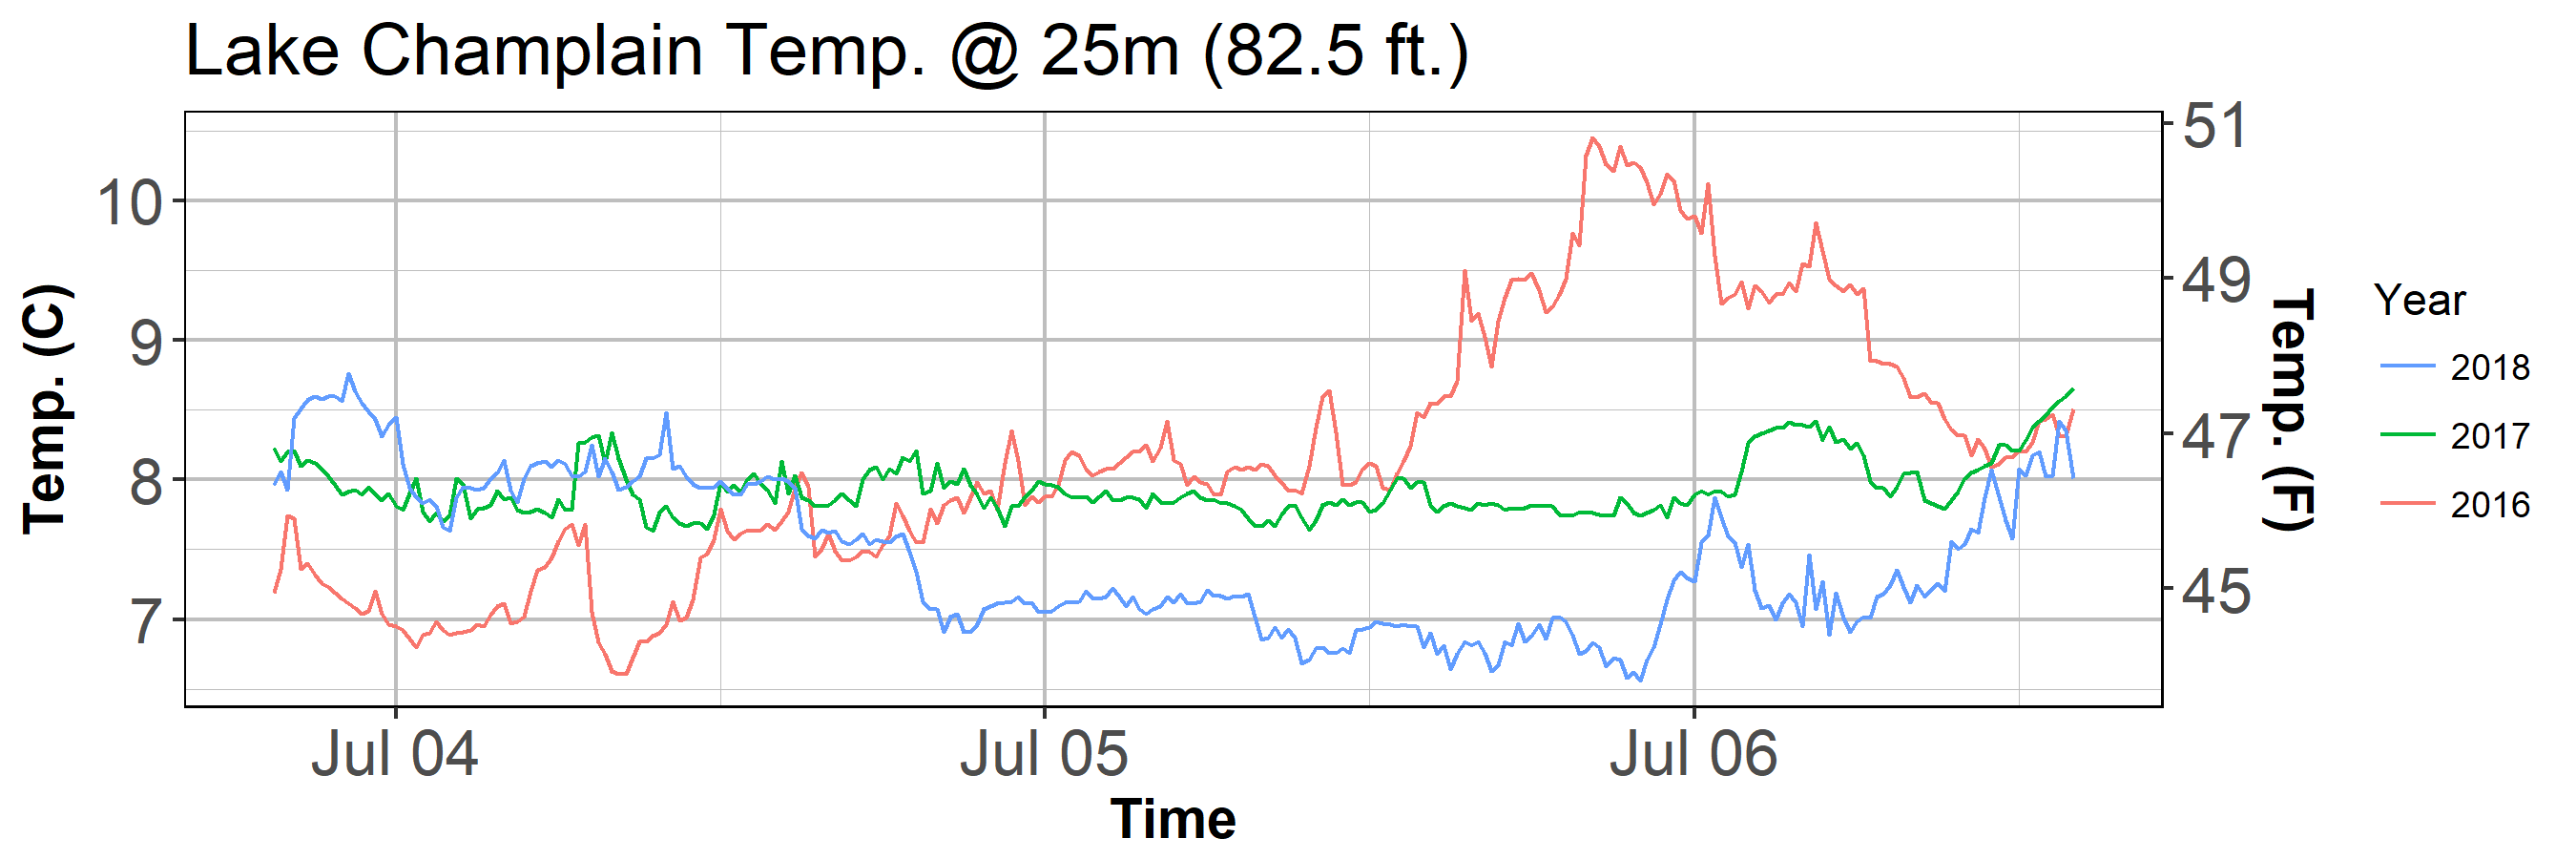 Lake Champlain Temp. @ 25m (82.5 ft.)
Temp. (C)
10
9
8
7
51
49
47
45
Temp. (F)
Jul 04
Jul 05
Jul 06
Time
Year
2018
2017
2016